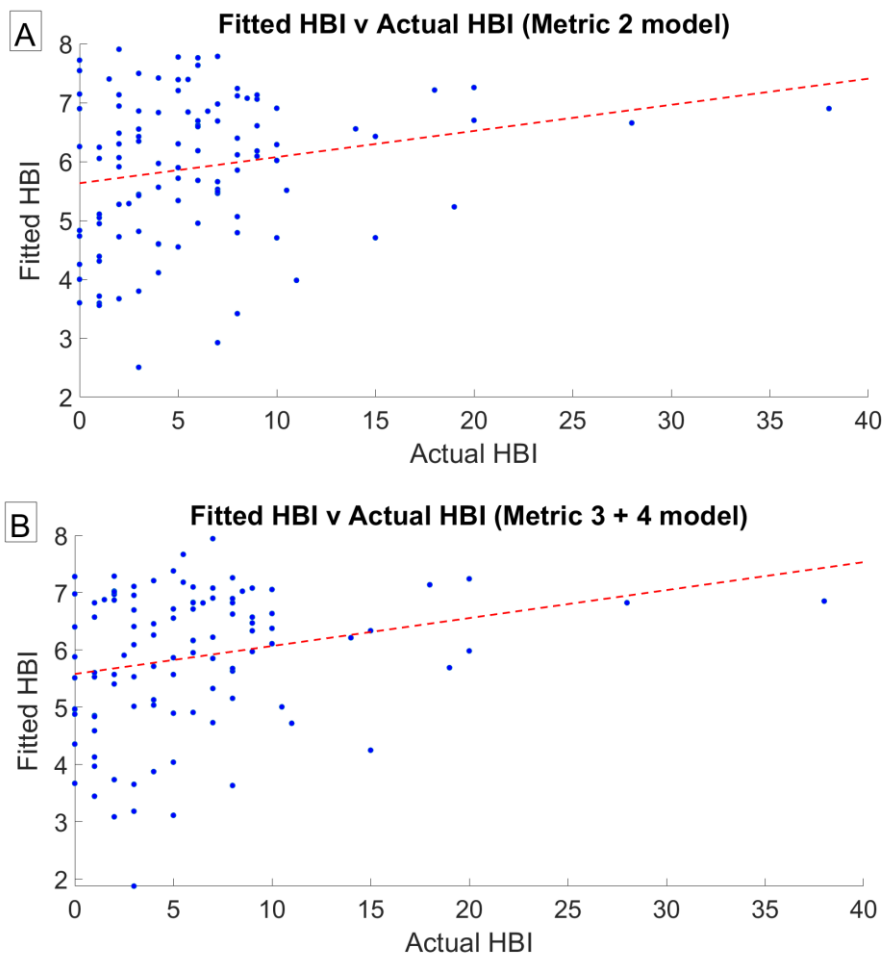 A
Fitted HBI v Actual HBI (Metric 2 model)
8
7
6
5
4
3
2
Fitted HBI
0 5 10 15 20 25 30 35 40
Actual HBI
B
Fitted HBI v Actual HBI (Metric 3 + 4 model)
8
7
6
5
4
3
2
Fitted HBI
0 5 10 15 20 25 30 35 40
Actual HBI